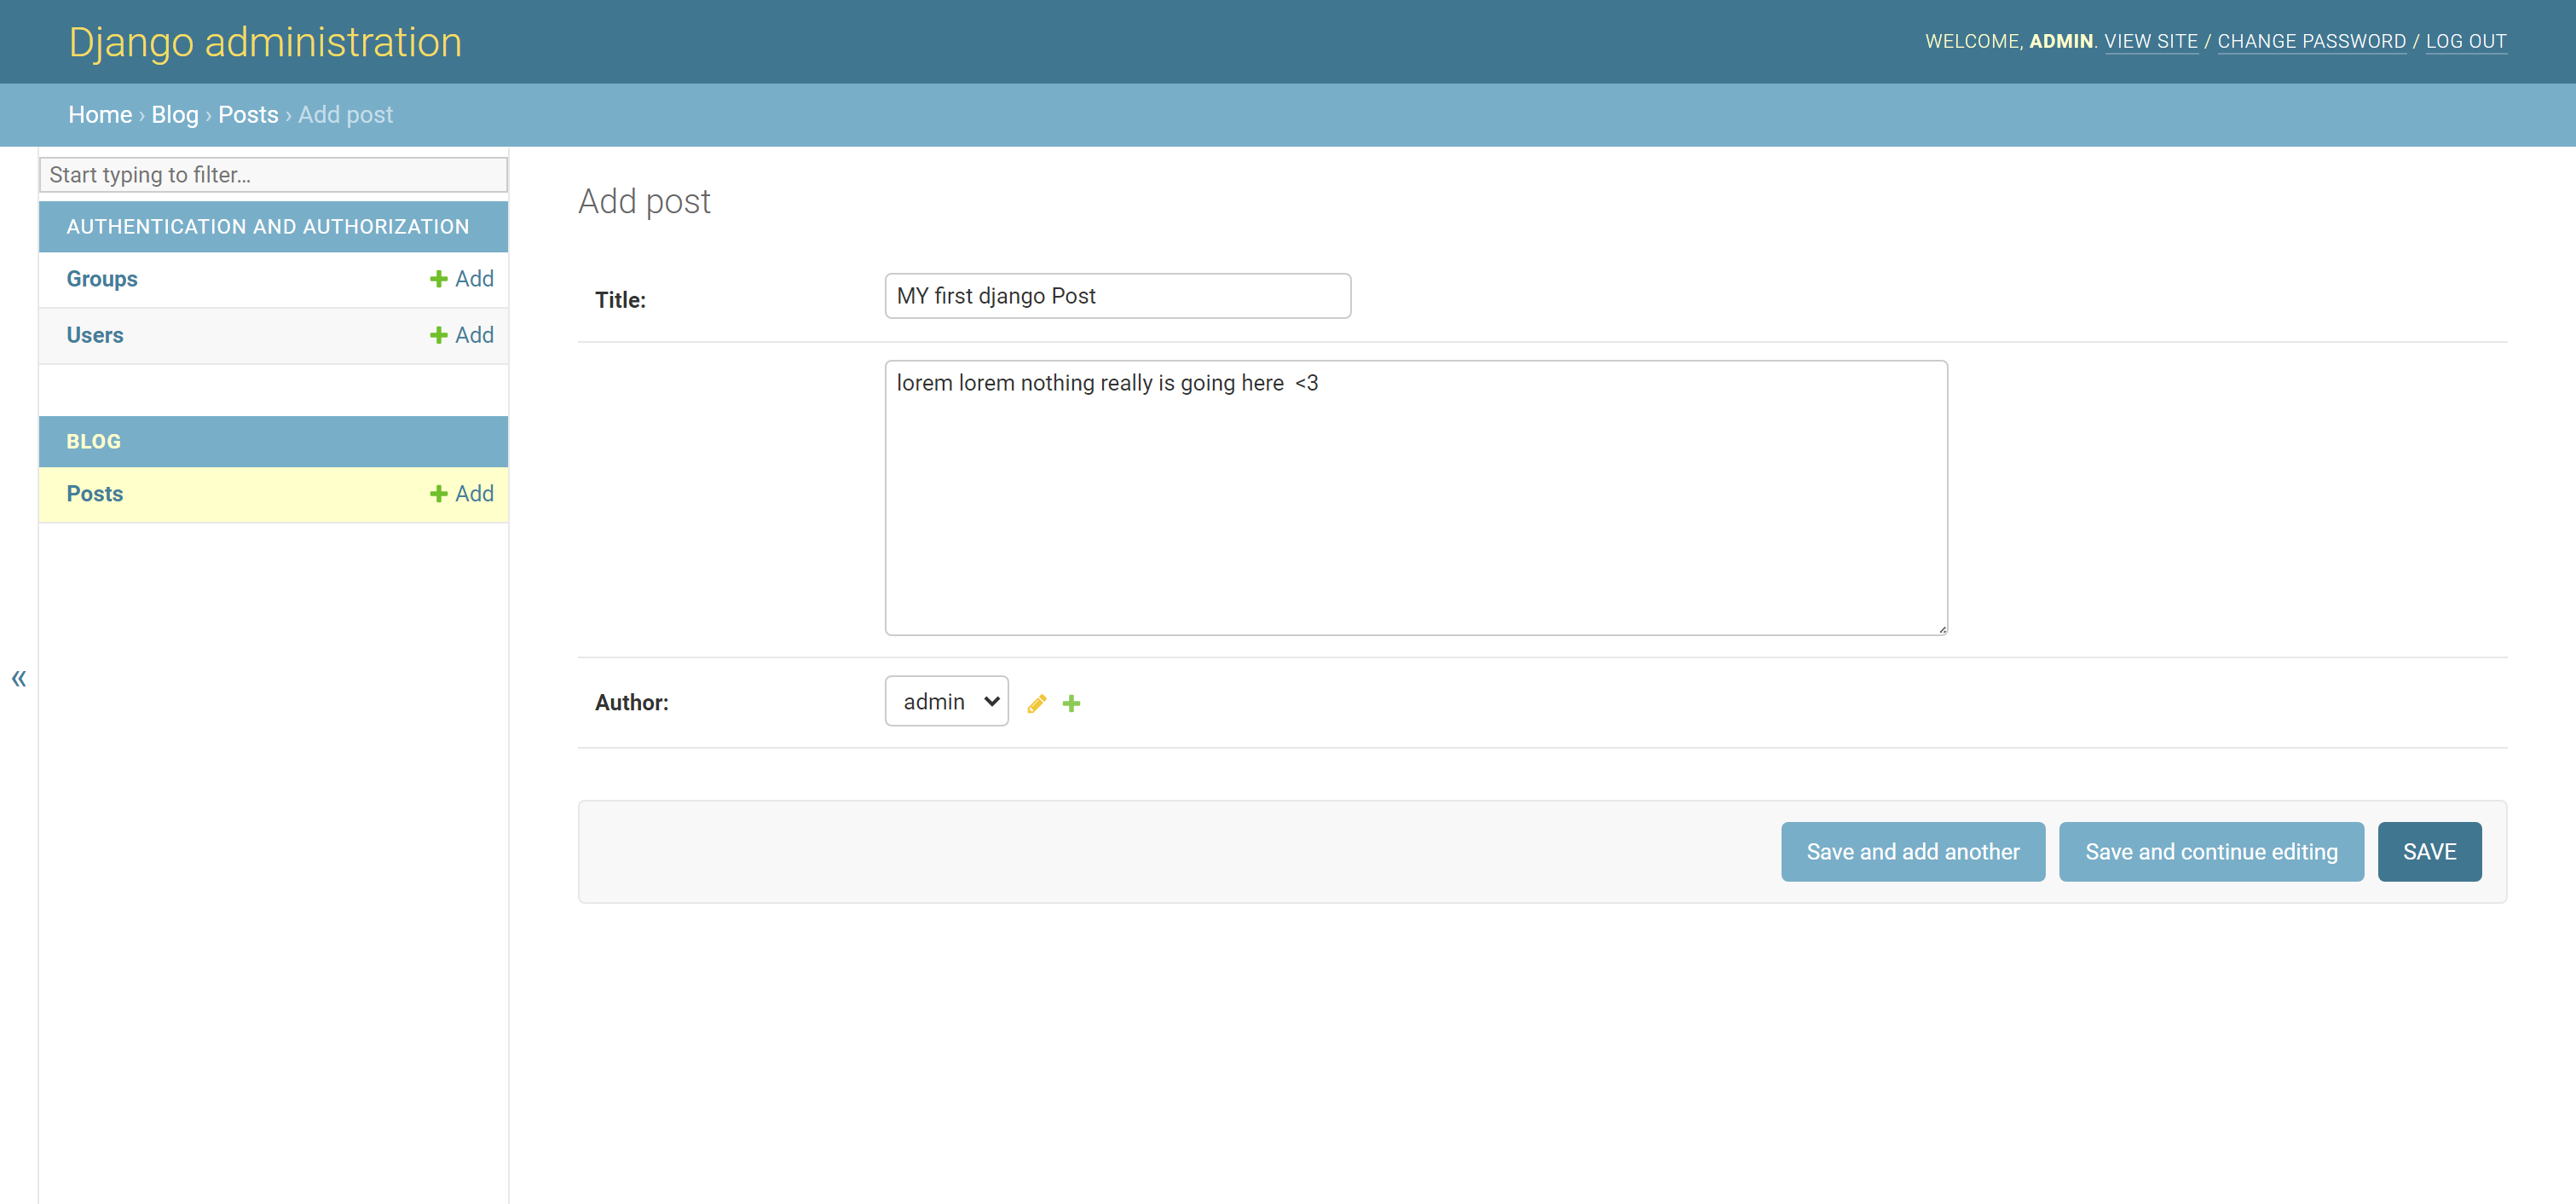 Django administration
WELCOME, ADMIN. VIEW SITE / CHANGE PASSWORD / LOG OUT
Home › Blog › Posts › Add post
Start typing to filter...
AUTHENTICATION AND AUTHORIZATION
Groups + Add
Users + Add
BLOG
Posts + Add
«
Add post
Title: MY first django Post
lorem lorem nothing really is going here  <3
Author: admin
Save and add another Save and continue editing SAVE